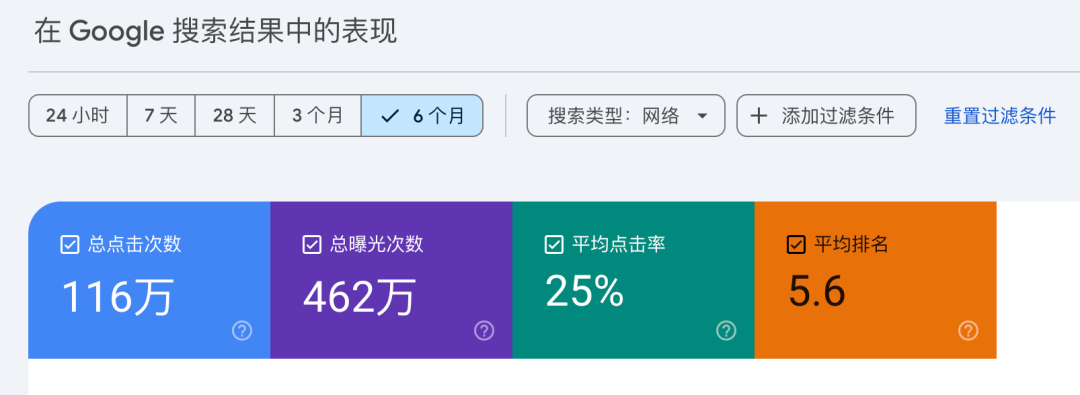 在 Google 搜索结果中的表现
24 小时 7 天 28 天 3 个月 6 个月 搜索类型：网络 添加过滤条件 重置过滤条件
总点击次数 总曝光次数 平均点击率 平均排名
116万 462万 25% 5.6